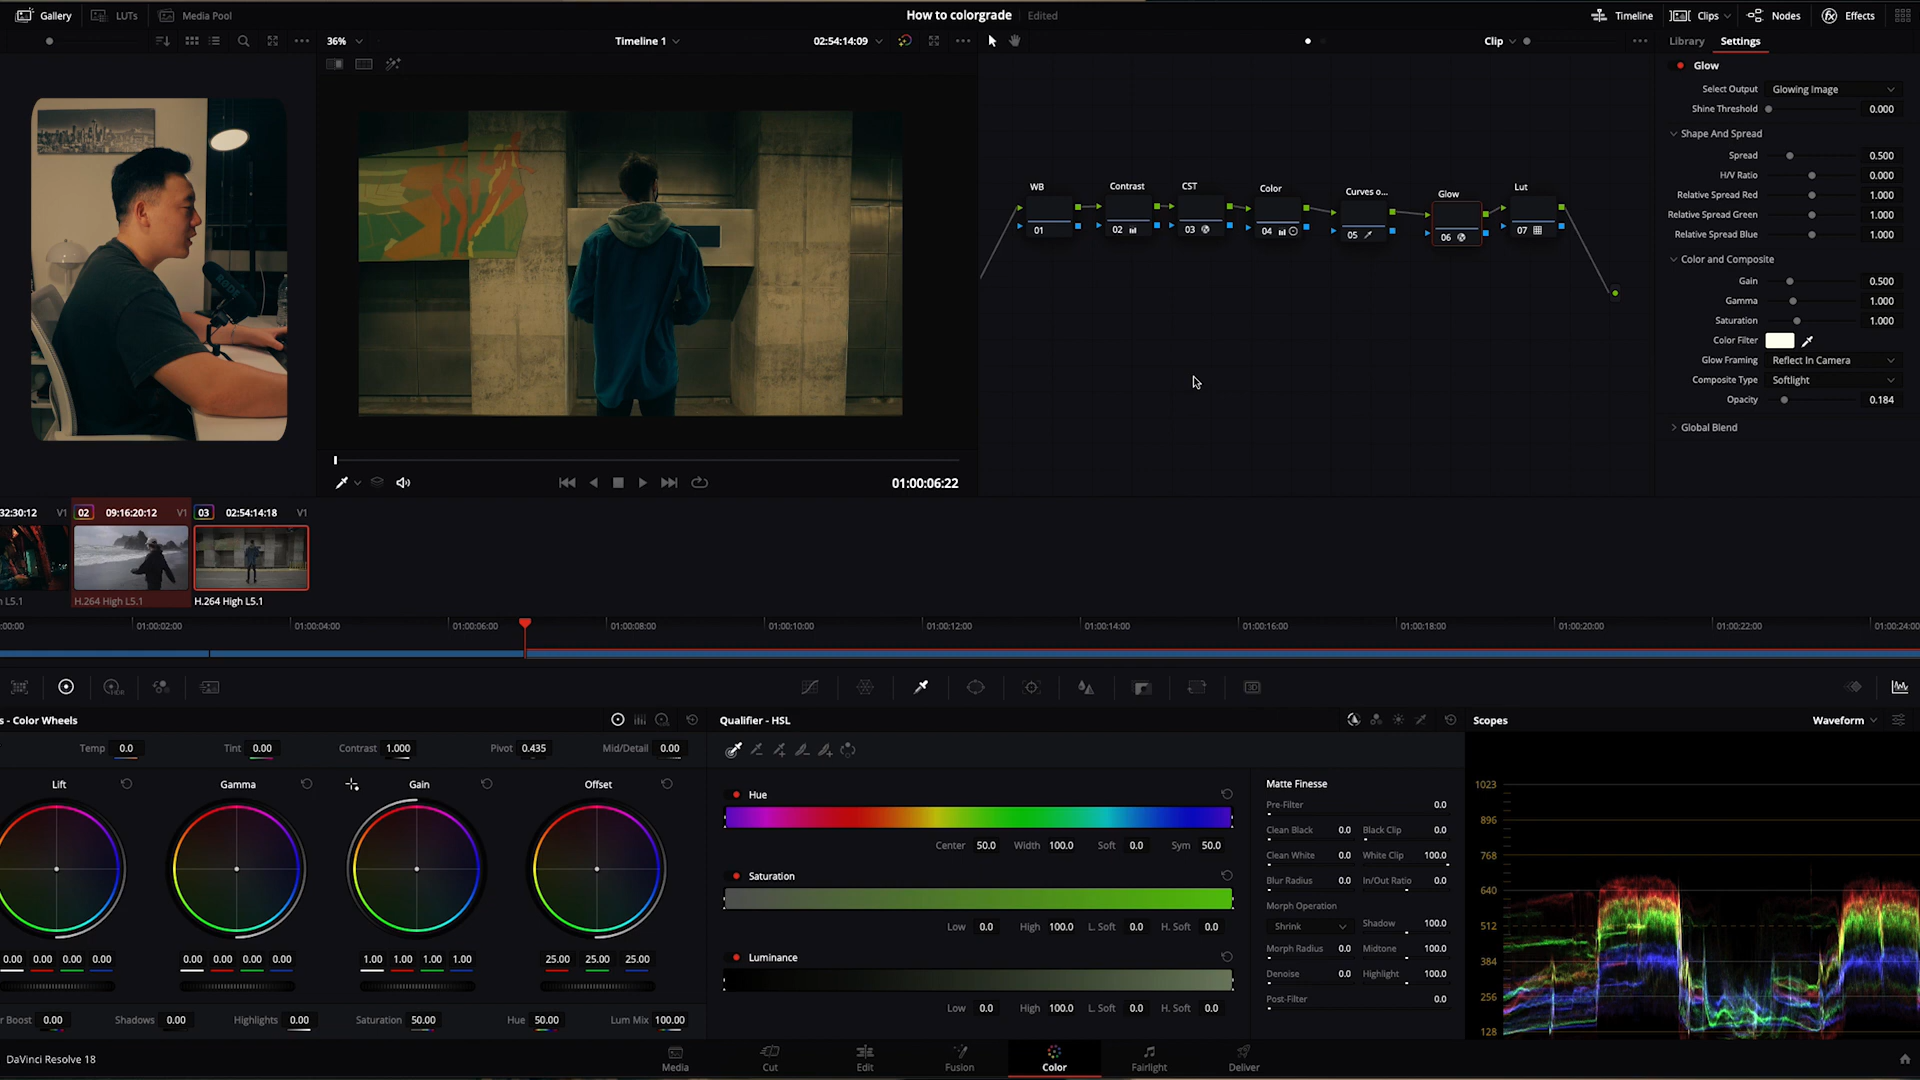 Gallery LUTs Media Pool How to colorgrade Edited Timeline Clips Nodes Effects
36% Timeline 1 02:54:14:09 Clip Library Settings
Glow
Select Output Glowing Image
Shine Threshold 0.000
Shape And Spread
Spread 0.500
H/V Ratio 0.000
Relative Spread Red 1.000
Relative Spread Green 1.000
Relative Spread Blue 1.000
Color and Composite
Gain 0.500
Gamma 1.000
Saturation 1.000
Color Filter
Glow Framing Reflect In Camera
Composite Type Softlight
Opacity 0.184
Global Blend
WB Contrast CST Color Curves o... Glow Lut
01 02 03 04 05 06 07
RODE
01:00:06:22
32:30:12 V1 02 09:16:20:12 V1 03 02:54:14:18 V1
h L5.1 H.264 High L5.1 H.264 High L5.1
:00:00 01:00:02:00 01:00:04:00 01:00:06:00 01:00:08:00 01:00:10:00 01:00:12:00 01:00:14:00 01:00:16:00 01:00:18:00 01:00:20:00 01:00:22:00 01:00:24:00
HDR 3D
s - Color Wheels Qualifier - HSL Scopes Waveform
Temp 0.0 Tint 0.00 Contrast 1.000 Pivot 0.435 Mid/Detail 0.00
Lift Gamma Gain Offset
0.00 0.00 0.00 0.00 0.00 0.00 0.00 0.00 1.00 1.00 1.00 1.00 25.00 25.00 25.00
r Boost 0.00 Shadows 0.00 Highlights 0.00 Saturation 50.00 Hue 50.00 Lum Mix 100.00
Hue
Center 50.0 Width 100.0 Soft 0.0 Sym 50.0
Saturation
Low 0.0 High 100.0 L. Soft 0.0 H. Soft 0.0
Luminance
Low 0.0 High 100.0 L. Soft 0.0 H. Soft 0.0
Matte Finesse
Pre-Filter 0.0
Clean Black 0.0 Black Clip 0.0
Clean White 0.0 White Clip 100.0
Blur Radius 0.0 In/Out Ratio 0.0
Morph Operation
Shrink Shadow 100.0
Morph Radius 0.0 Midtone 100.0
Denoise 0.0 Highlight 100.0
Post-Filter 0.0
1023
896
768
640
512
384
256
128
DaVinci Resolve 18 Media Cut Edit Fusion Color Fairlight Deliver